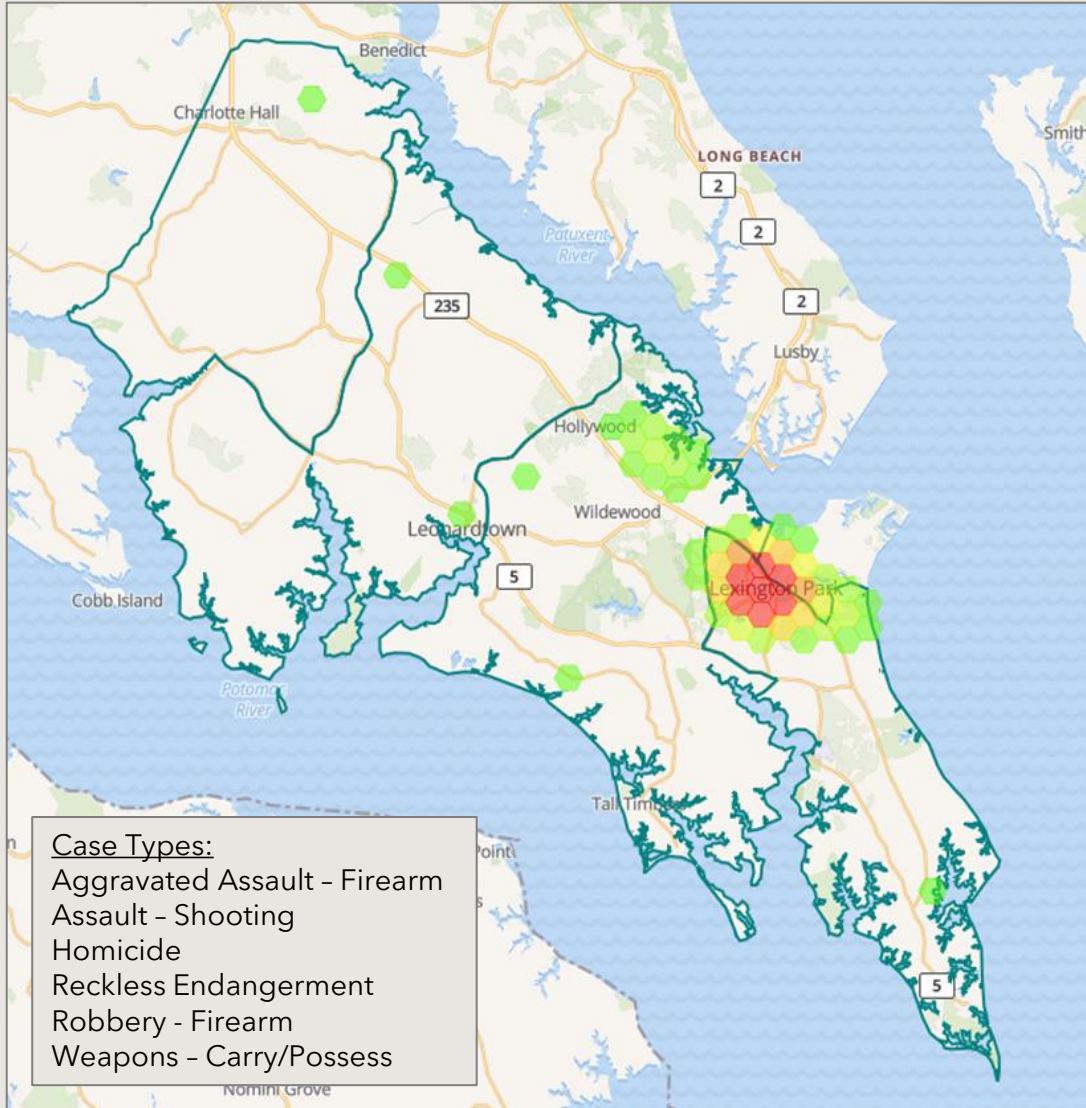 Benedict
Charlotte Hall
Smith
LONG BEACH
2
2
Patuxent
River
235
2
Lusby
Hollywood
Wildewood
Leonardtown
5
Lexington Park
Cobb Island
Potomac
River
Tall Timbers
Case Types:
Aggravated Assault – Firearm
Assault – Shooting
Homicide
Reckless Endangerment
Robbery - Firearm
Weapons – Carry/Possess
Point
5
Nomini Grove